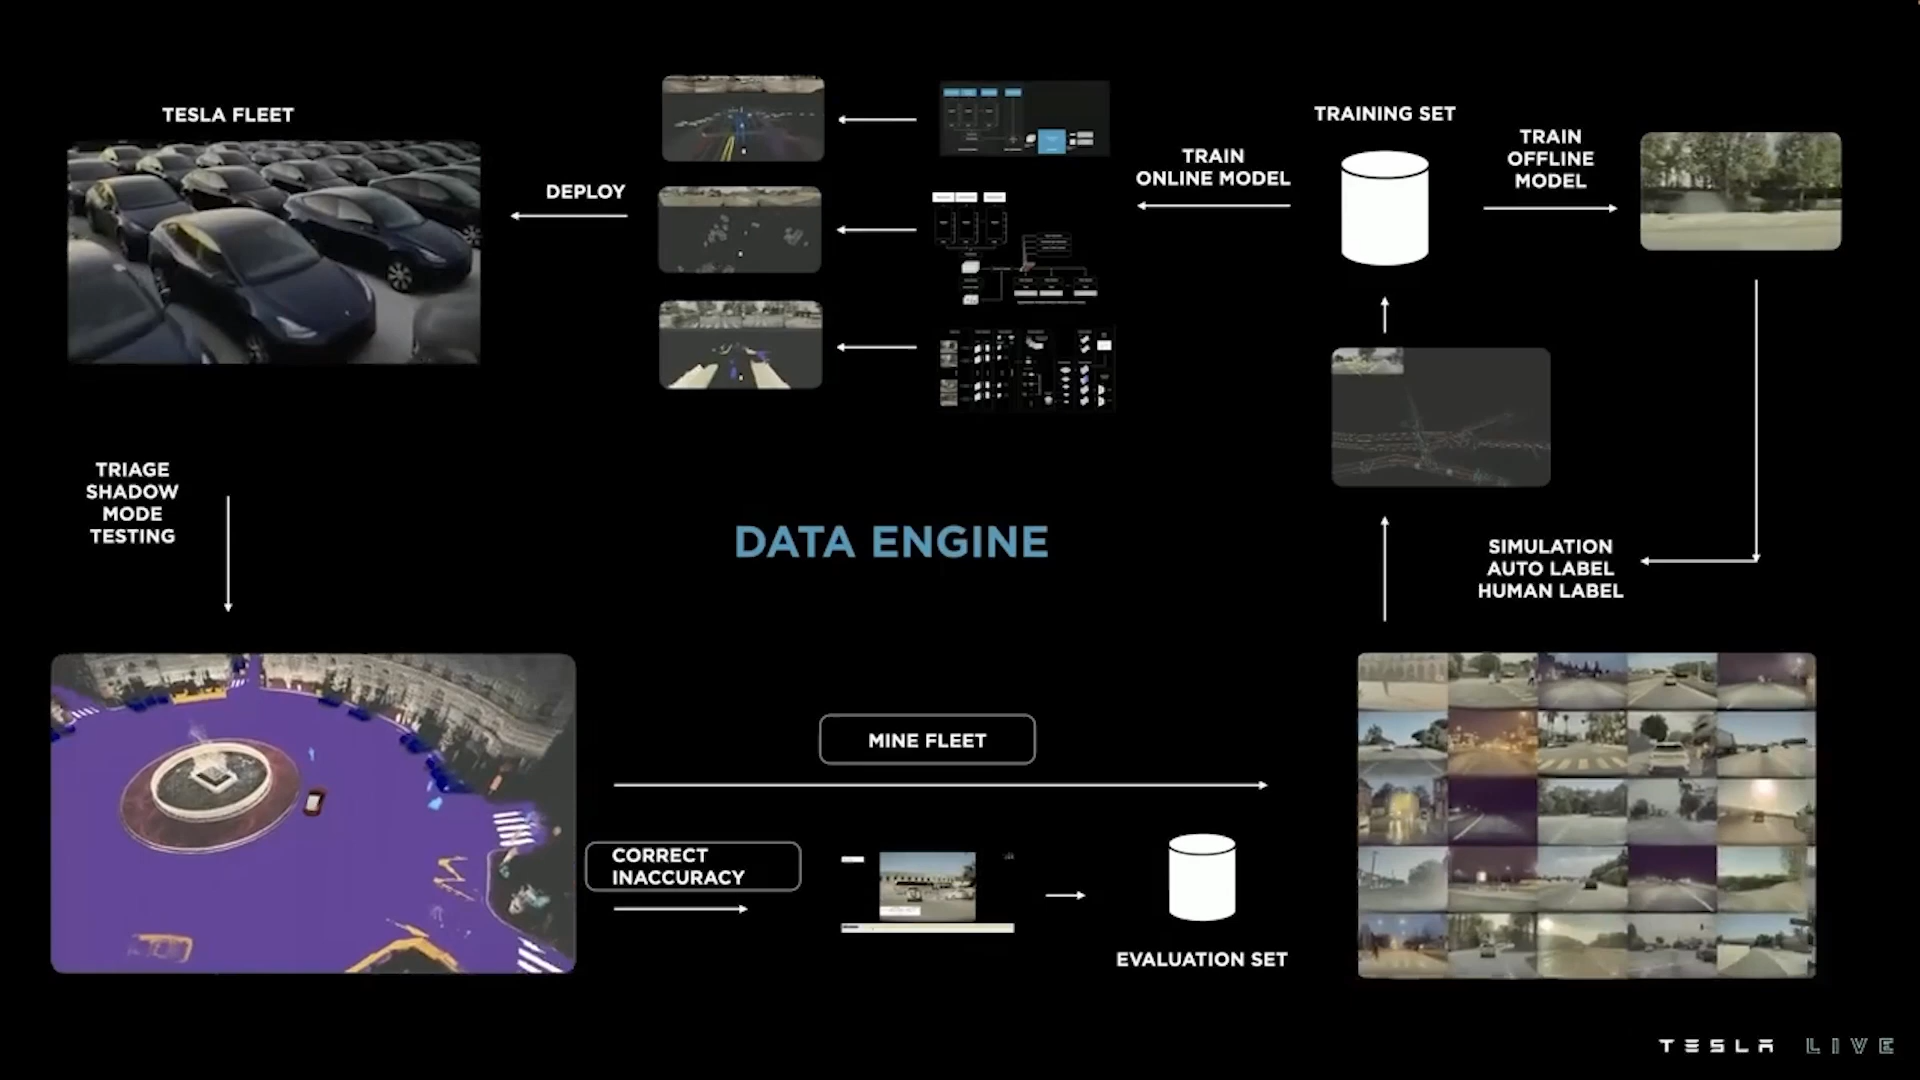 TESLA FLEET
DEPLOY
TRAIN
ONLINE MODEL
TRAINING SET
TRAIN
OFFLINE
MODEL
TRIAGE
SHADOW
MODE
TESTING
DATA ENGINE
SIMULATION
AUTO LABEL
HUMAN LABEL
MINE FLEET
CORRECT
INACCURACY
EVALUATION SET
TESLA LIVE